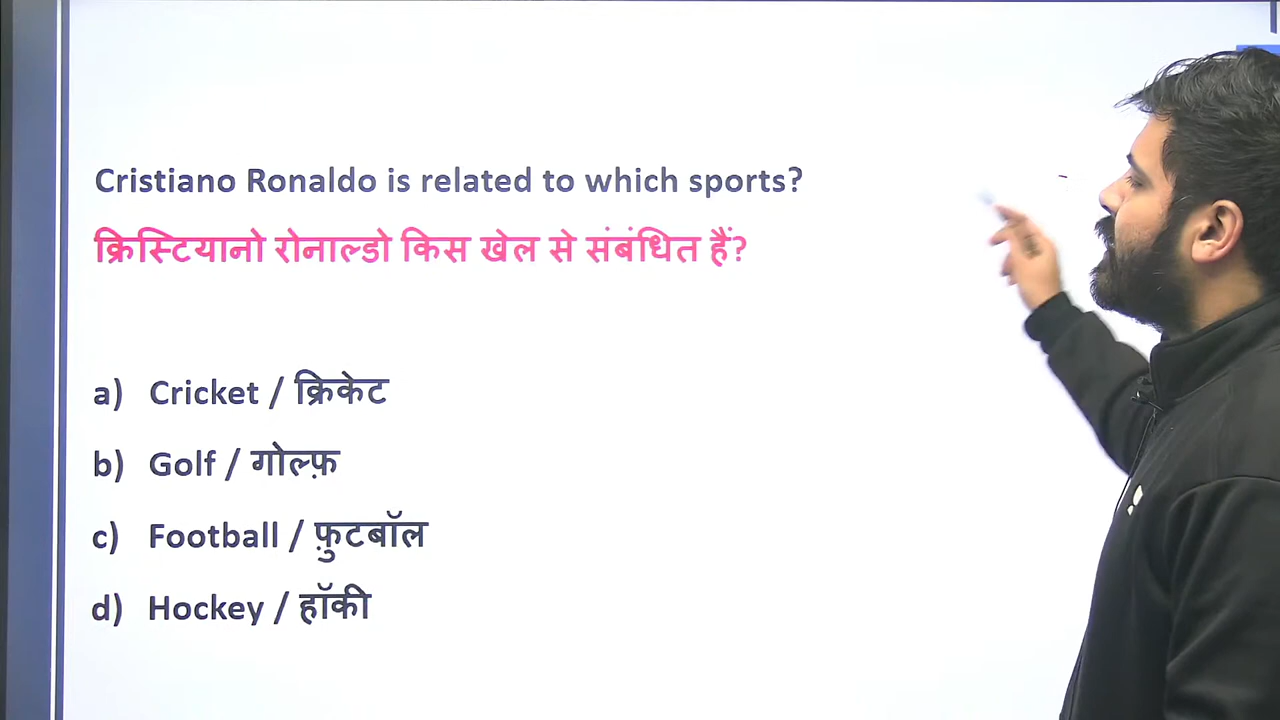 Cristiano Ronaldo is related to which sports?
क्रिस्टियानो रोनाल्डो किस खेल से संबंधित हैं?
a) Cricket / क्रिकेट
b) Golf / गोल्फ़
c) Football / फ़ुटबॉल
d) Hockey / हॉकी